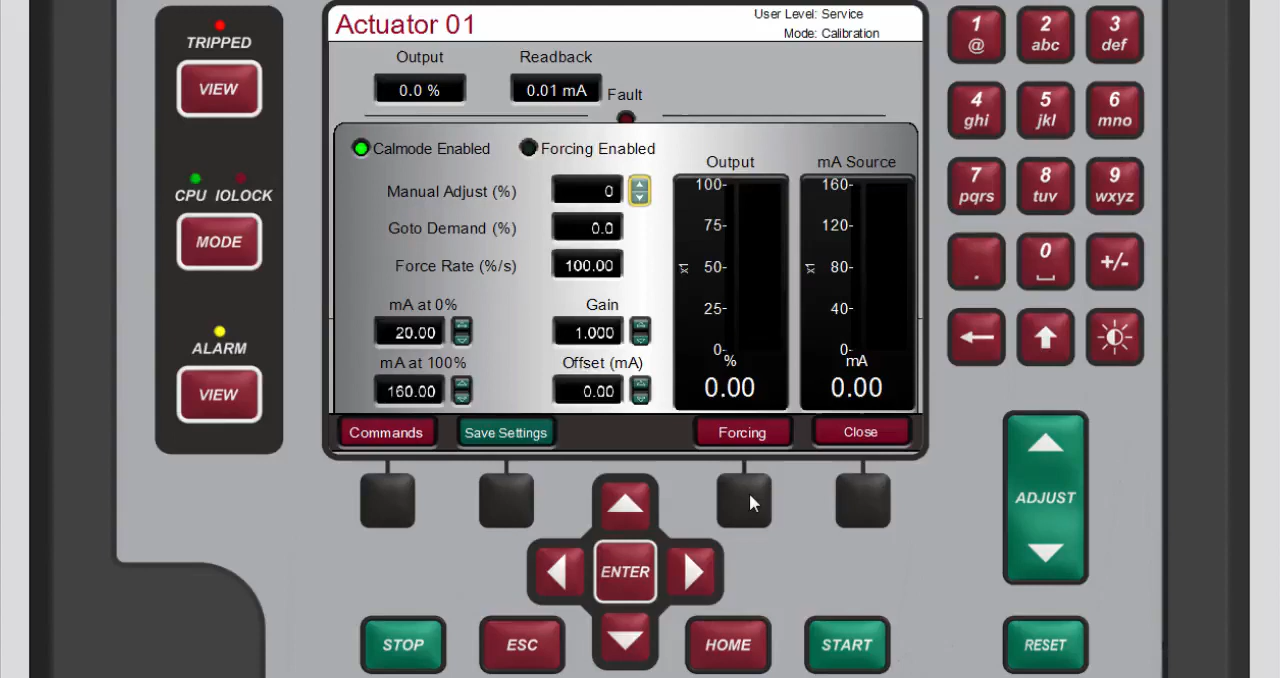 TRIPPED
VIEW
CPU IOLOCK
MODE
ALARM
VIEW
Actuator 01
User Level: Service
Mode: Calibration
Output
Readback
0.0 %
0.01 mA
Fault
Calmode Enabled
Forcing Enabled
Manual Adjust (%)
0
Goto Demand (%)
0.0
Force Rate (%/s)
100.00
mA at 0%
Gain
20.00
1.000
mA at 100%
Offset (mA)
160.00
0.00
Output
100-
75-
x1
50-
25-
0-
%
0.00
mA Source
160-
120-
x1
80-
40-
0-
mA
0.00
Commands
Save Settings
Forcing
Close
1
@
2
abc
3
def
4
ghi
5
jkl
6
mno
7
pqrs
8
tuv
9
wxyz
.
0
+/-
ADJUST
ENTER
STOP
ESC
HOME
START
RESET